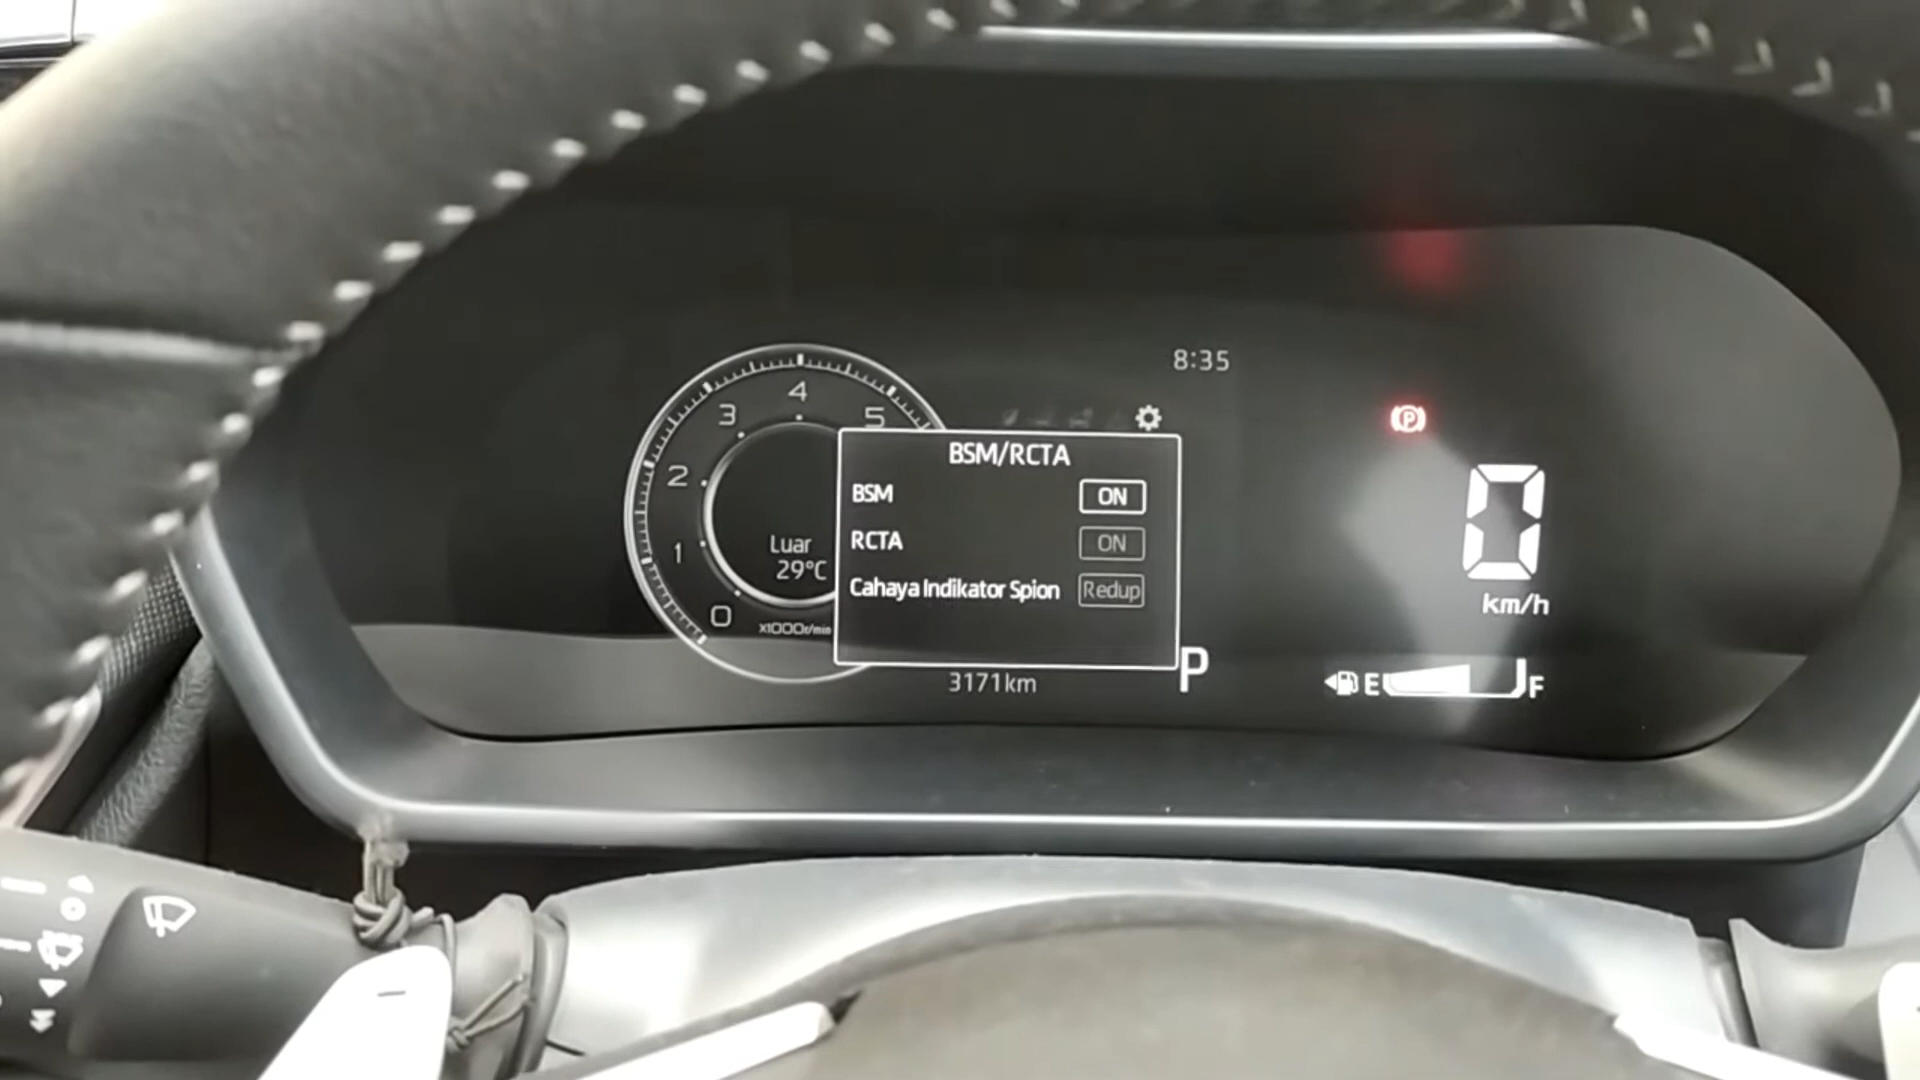 8:35
4
3
5
2
1
0
Luar
29°C
x1000r/min
BSM/RCTA
BSM ON
RCTA ON
Cahaya Indikator Spion Redup
3171km
P
P
0
km/h
E F